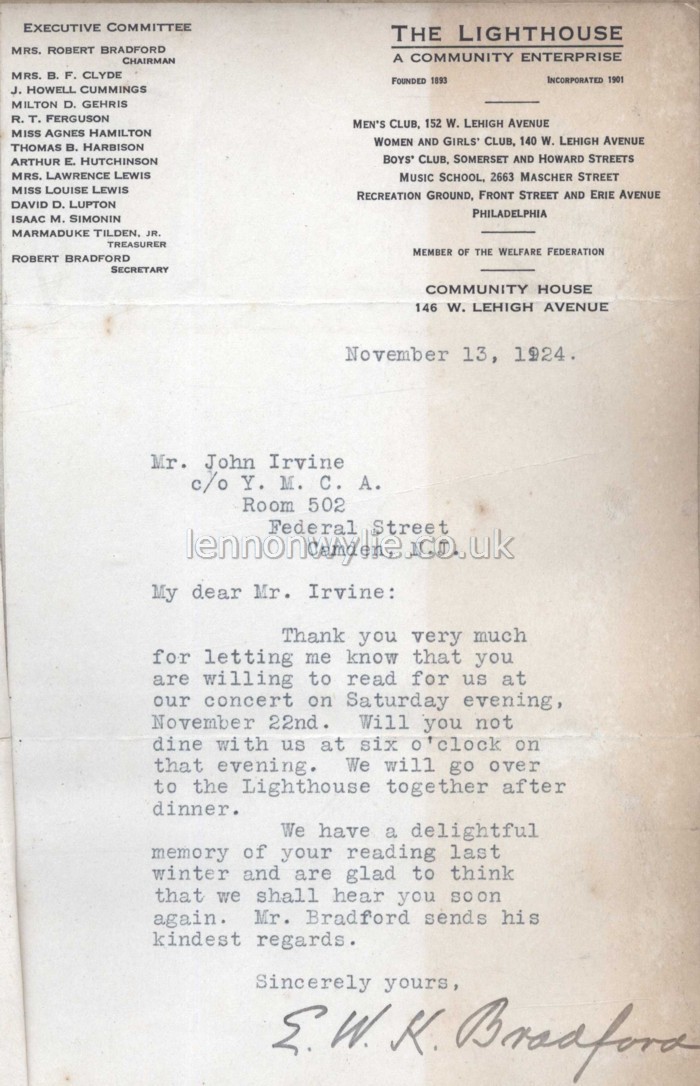 EXECUTIVE COMMITTEE
MRS. ROBERT BRADFORD
CHAIRMAN
MRS. B. F. CLYDE
J. HOWELL CUMMINGS
MILTON D. GEHRIS
R. T. FERGUSON
MISS AGNES HAMILTON
THOMAS B. HARBISON
ARTHUR E. HUTCHINSON
MRS. LAWRENCE LEWIS
MISS LOUISE LEWIS
DAVID D. LUPTON
ISAAC M. SIMONIN
MARMADUKE TILDEN, JR.
TREASURER
ROBERT BRADFORD
SECRETARY
THE LIGHTHOUSE
A COMMUNITY ENTERPRISE
FOUNDED 1893 INCORPORATED 1901
MEN'S CLUB, 152 W. LEHIGH AVENUE
WOMEN AND GIRLS' CLUB, 140 W. LEHIGH AVENUE
BOYS' CLUB, SOMERSET AND HOWARD STREETS
MUSIC SCHOOL, 2663 MASCHER STREET
RECREATION GROUND, FRONT STREET AND ERIE AVENUE
PHILADELPHIA
MEMBER OF THE WELFARE FEDERATION
COMMUNITY HOUSE
146 W. LEHIGH AVENUE
November 13, 1924.
Mr. John Irvine
c/o Y. M. C. A.
Room 502
Federal Street
Camden, N.J.
lennonwylie.co.uk
My dear Mr. Irvine:
Thank you very much
for letting me know that you
are willing to read for us at
our concert on Saturday evening,
November 22nd. Will you not
dine with us at six o'clock on
that evening. We will go over
to the Lighthouse together after
dinner.
We have a delightful
memory of your reading last
winter and are glad to think
that we shall hear you soon
again. Mr. Bradford sends his
kindest regards.
Sincerely yours,
E. W. K. Bradford